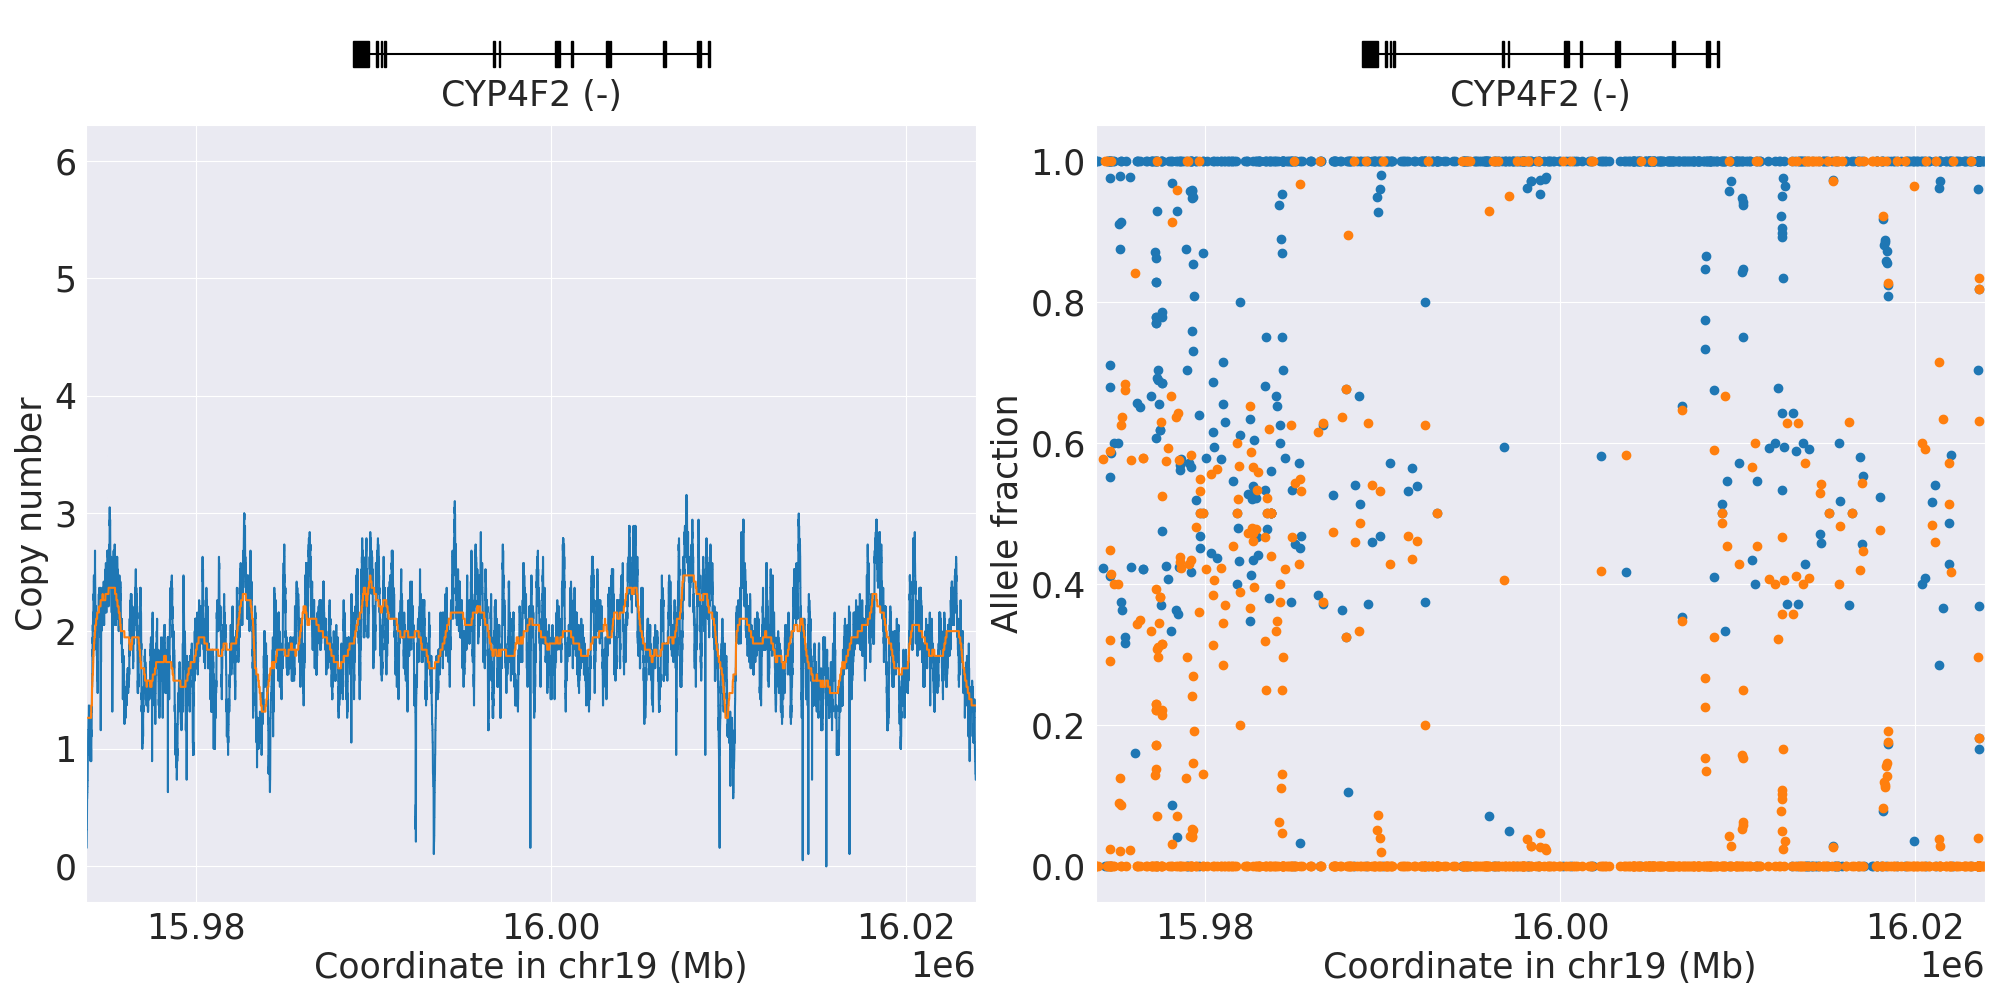 CYP4F2 (-)
6
5
4
3
2
1
0
Copy number
15.98
16.00
16.02
Coordinate in chr19 (Mb)
1e6
CYP4F2 (-)
1.0
0.8
0.6
0.4
0.2
0.0
Allele fraction
15.98
16.00
16.02
Coordinate in chr19 (Mb)
1e6